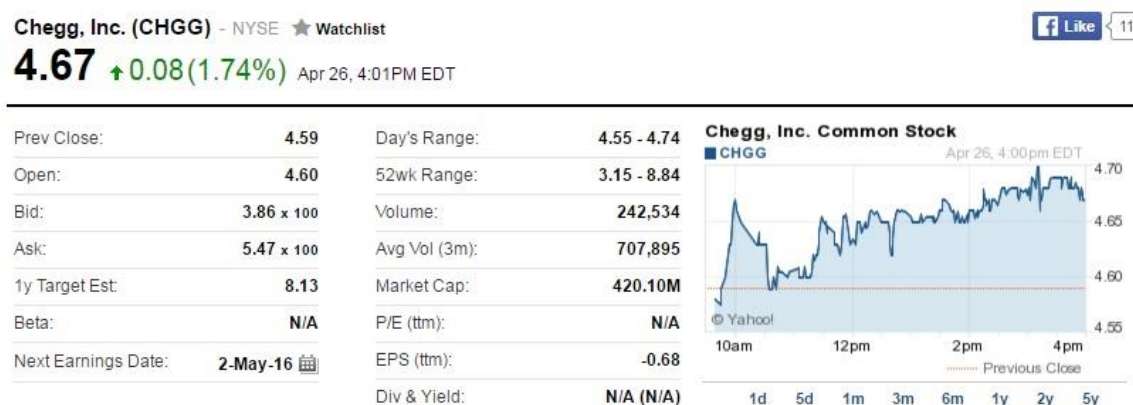 Chegg, Inc. (CHGG) - NYSE Watchlist
Like 11
4.67 0.08(1.74%) Apr 26, 4:01PM EDT
Prev Close: 4.59
Open: 4.60
Bid: 3.86 x 100
Ask: 5.47 x 100
1y Target Est: 8.13
Beta: N/A
Next Earnings Date: 2-May-16
Day's Range: 4.55 - 4.74
52wk Range: 3.15 - 8.84
Volume: 242,534
Avg Vol (3m): 707,895
Market Cap: 420.10M
P/E (ttm): N/A
EPS (ttm): -0.68
Div & Yield: N/A (N/A)
Chegg, Inc. Common Stock
CHGG Apr 26, 4:00pm EDT
4.70
4.65
4.60
4.55
© Yahoo!
10am 12pm 2pm 4pm
Previous Close
1d 5d 1m 3m 6m 1y 2y 5y